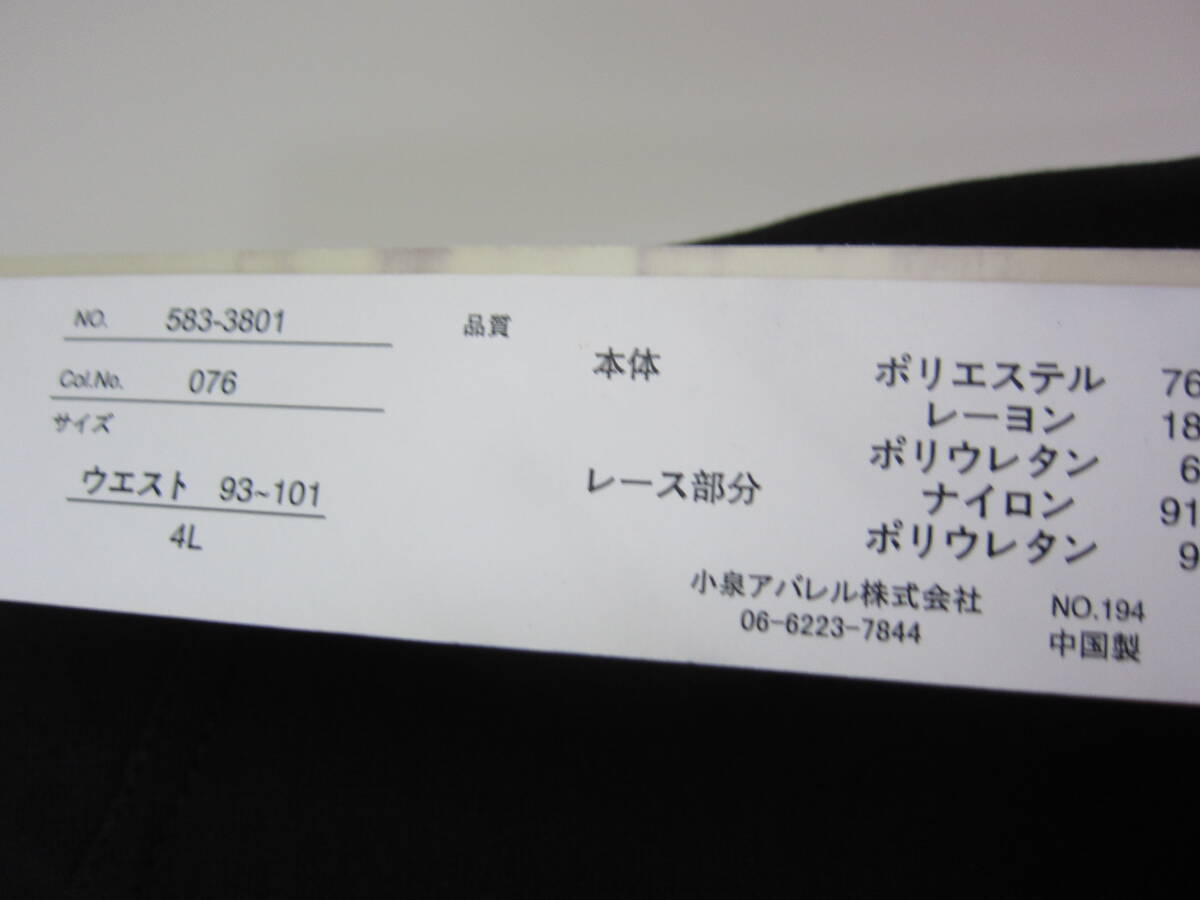 NO. 583-3801
Col.No. 076
サイズ
ウエスト 93~101
4L
品質
本体 ポリエステル 76
レーヨン 18
ポリウレタン 6
レース部分 ナイロン 91
ポリウレタン 9
小泉アパレル株式会社 NO.194
06-6223-7844 中国製